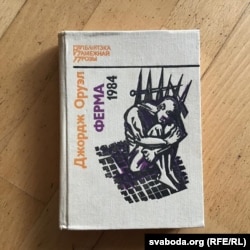 БІБЛІЯТЭКА
ЗАМЕЖНАЙ
ПРОЗЫ
Джордж Оруэл
ФЕРМА
1984
svaboda.org (RFE/RL)